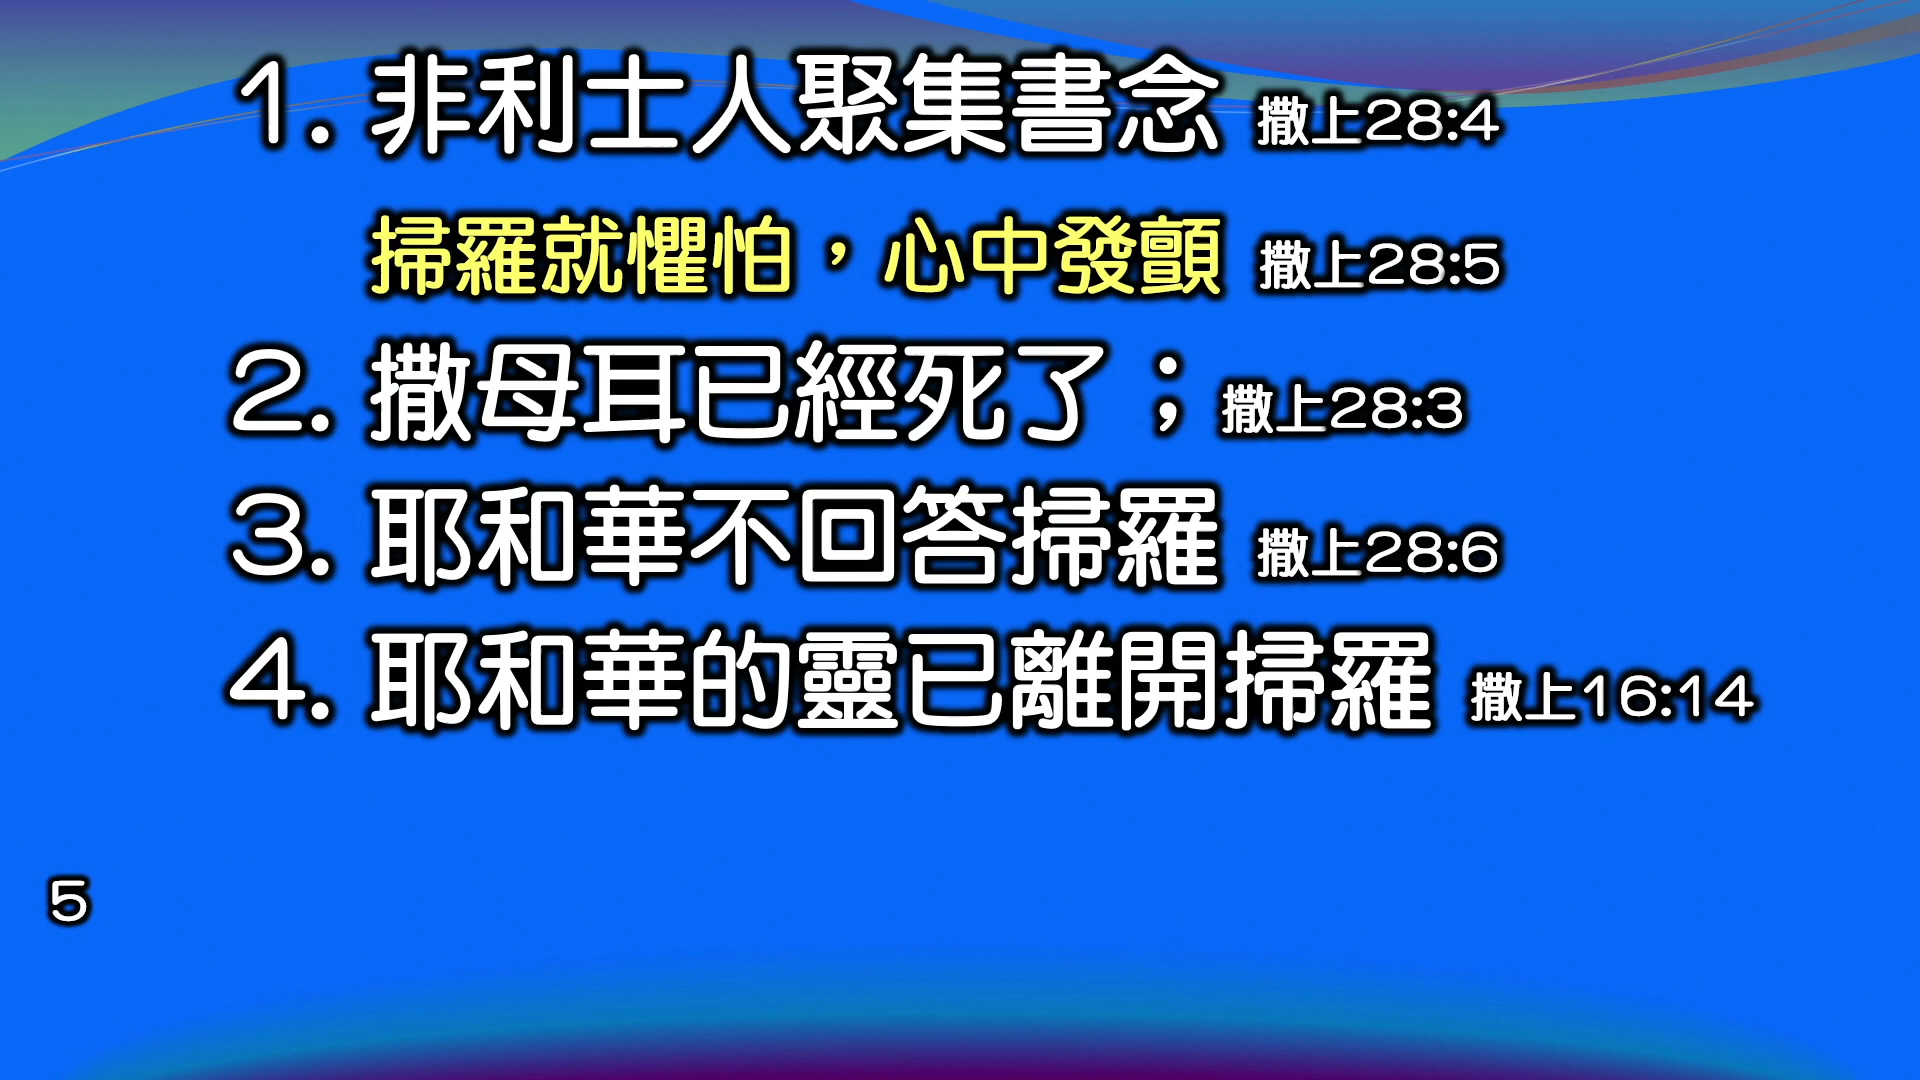 1. 非利士人聚集書念 撒上28:4
掃羅就懼怕，心中發顫 撒上28:5
2. 撒母耳已經死了；撒上28:3
3. 耶和華不回答掃羅 撒上28:6
4. 耶和華的靈已離開掃羅 撒上16:14
5